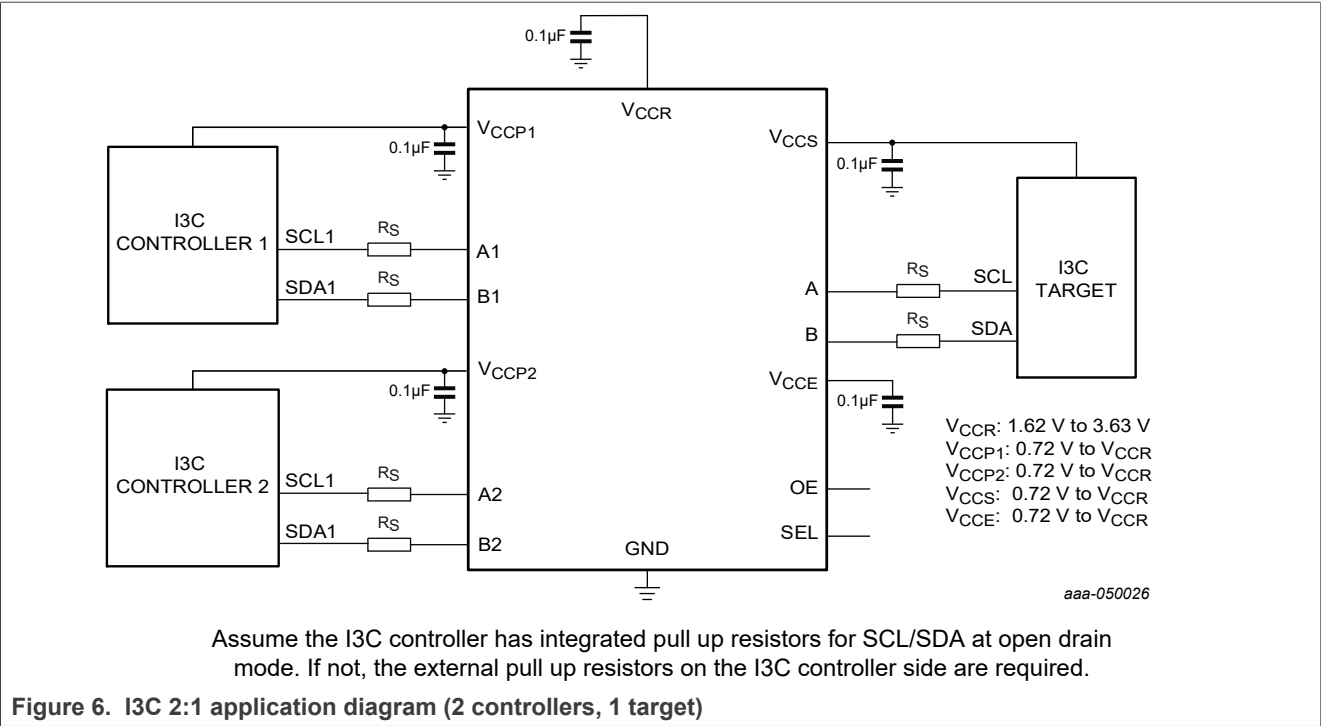 0.1µF
VCCR
VCCP1
0.1µF
VCCS
0.1µF
I3C
CONTROLLER 1
SCL1
RS
A1
SDA1
RS
B1
A
RS
SCL
B
RS
SDA
I3C
TARGET
VCCP2
0.1µF
VCCE
0.1µF
I3C
CONTROLLER 2
SCL1
RS
A2
SDA1
RS
B2
OE
SEL
GND
VCCR: 1.62 V to 3.63 V
VCCP1: 0.72 V to VCCR
VCCP2: 0.72 V to VCCR
VCCS: 0.72 V to VCCR
VCCE: 0.72 V to VCCR
aaa-050026
Assume the I3C controller has integrated pull up resistors for SCL/SDA at open drain
mode. If not, the external pull up resistors on the I3C controller side are required.
Figure 6. I3C 2:1 application diagram (2 controllers, 1 target)